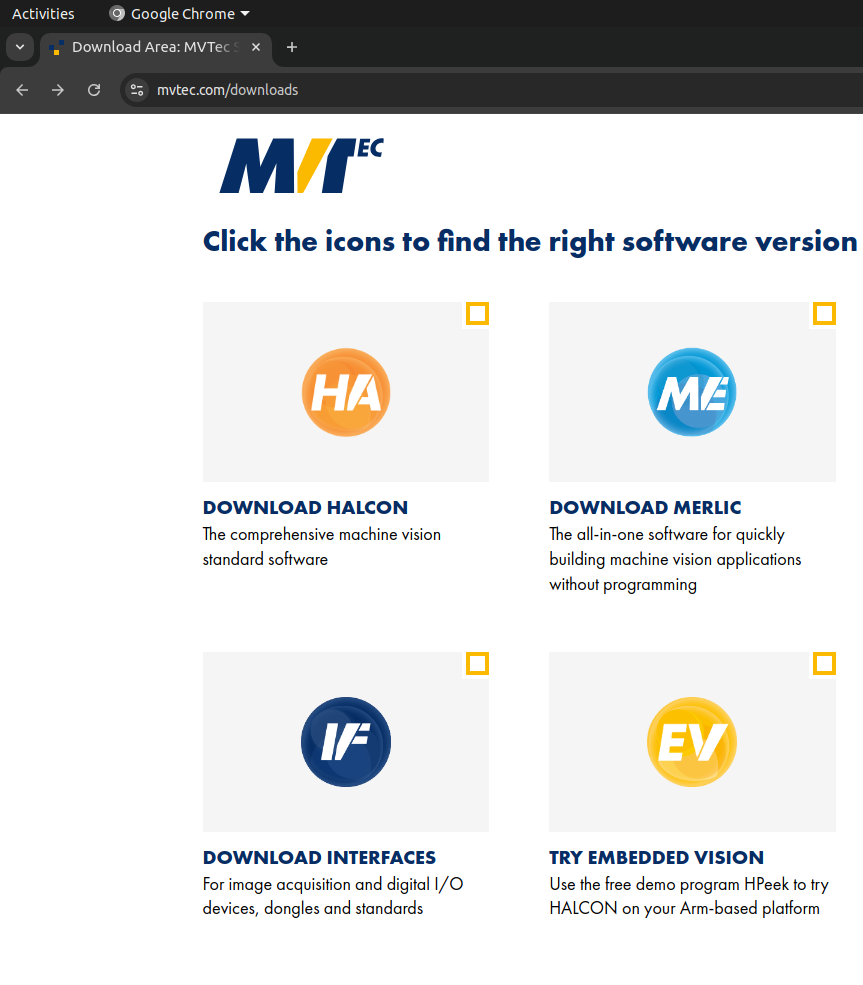 Activities
Google Chrome
Download Area: MVTec S
mvtec.com/downloads
MVTEC
Click the icons to find the right software version
HA
ME
DOWNLOAD HALCON
The comprehensive machine vision
standard software
DOWNLOAD MERLIC
The all-in-one software for quickly
building machine vision applications
without programming
IF
EV
DOWNLOAD INTERFACES
For image acquisition and digital I/O
devices, dongles and standards
TRY EMBEDDED VISION
Use the free demo program HPeek to try
HALCON on your Arm-based platform